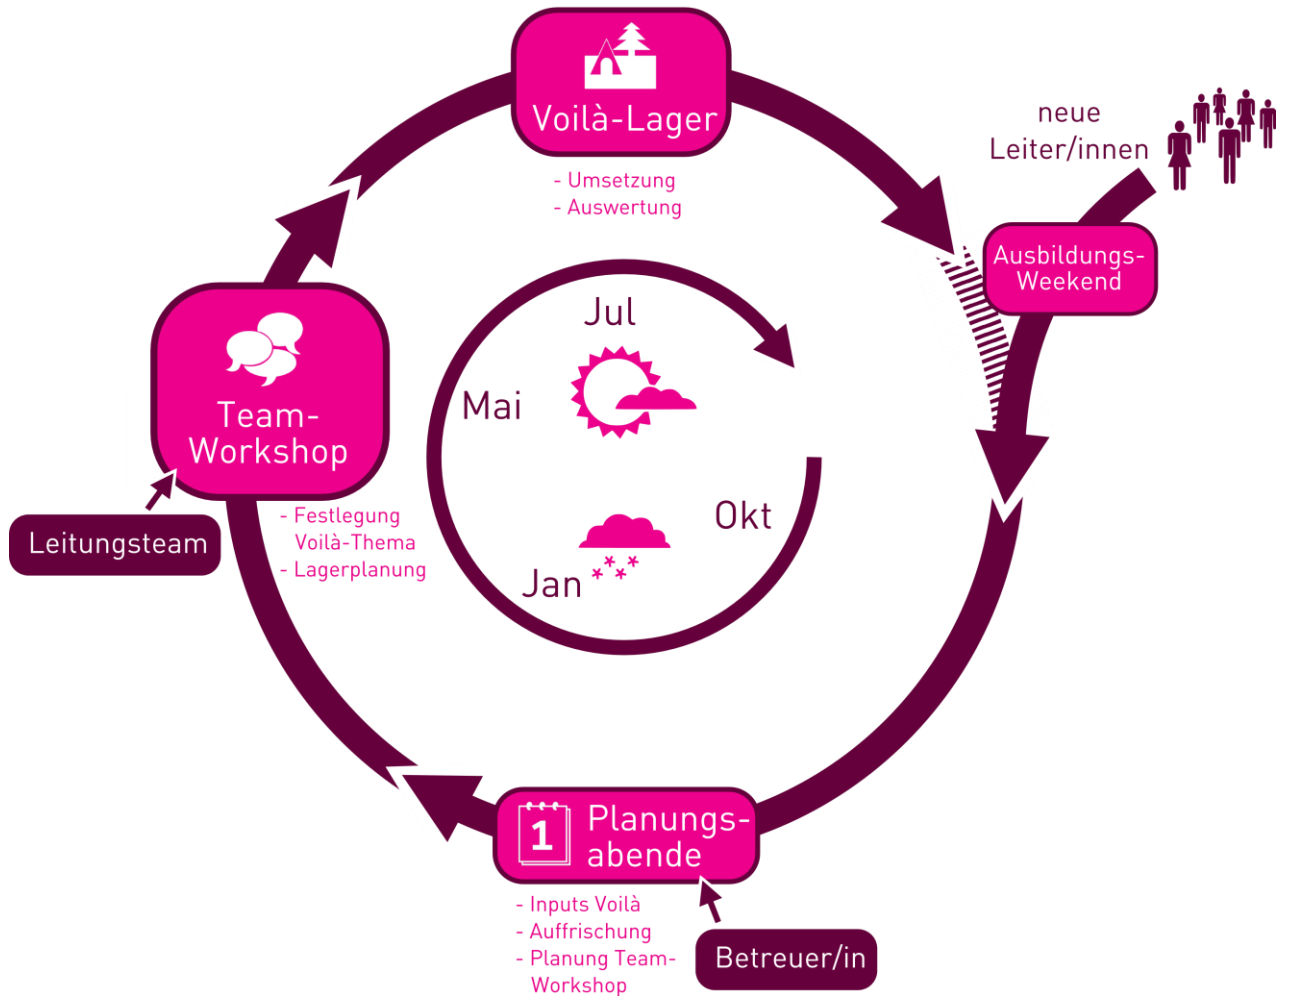 Voilà-Lager
- Umsetzung
- Auswertung
neue
Leiter/innen
Ausbildungs-
Weekend
Jul
Mai
Okt
Jan
Team-
Workshop
Leitungsteam
- Festlegung
Voilà-Thema
- Lagerplanung
1
Planungs-
abende
- Inputs Voilà
- Auffrischung
- Planung Team-
Workshop
Betreuer/in